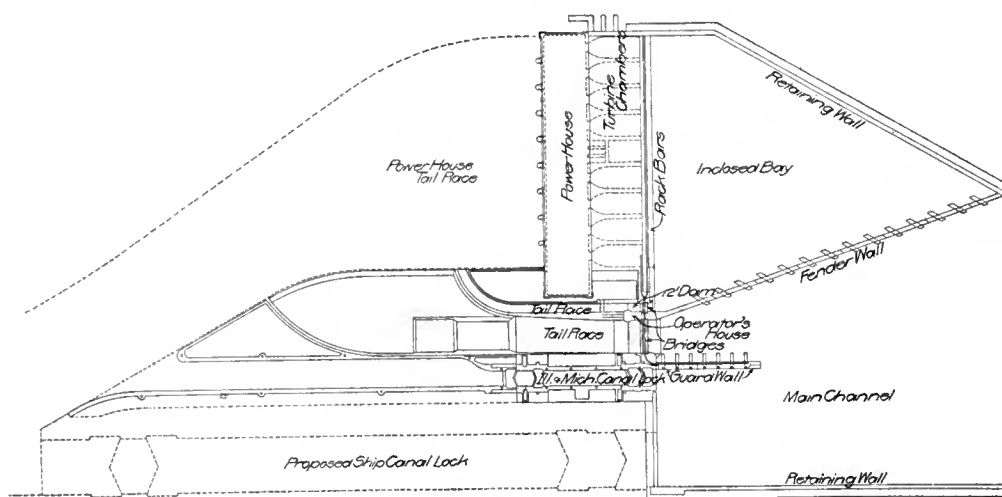 Turbine
Chambers
Retaining Wall
Power House
Tail Race
Power House
Rack Bars
Inclosed Bay
Fender Wall
12' Dam
Tail Race
Operator's
House
Tail Race
Bridges
Ill. & Mich. Canal Lock
Guard Wall
Main Channel
Proposed Ship Canal Lock
Retaining Wall